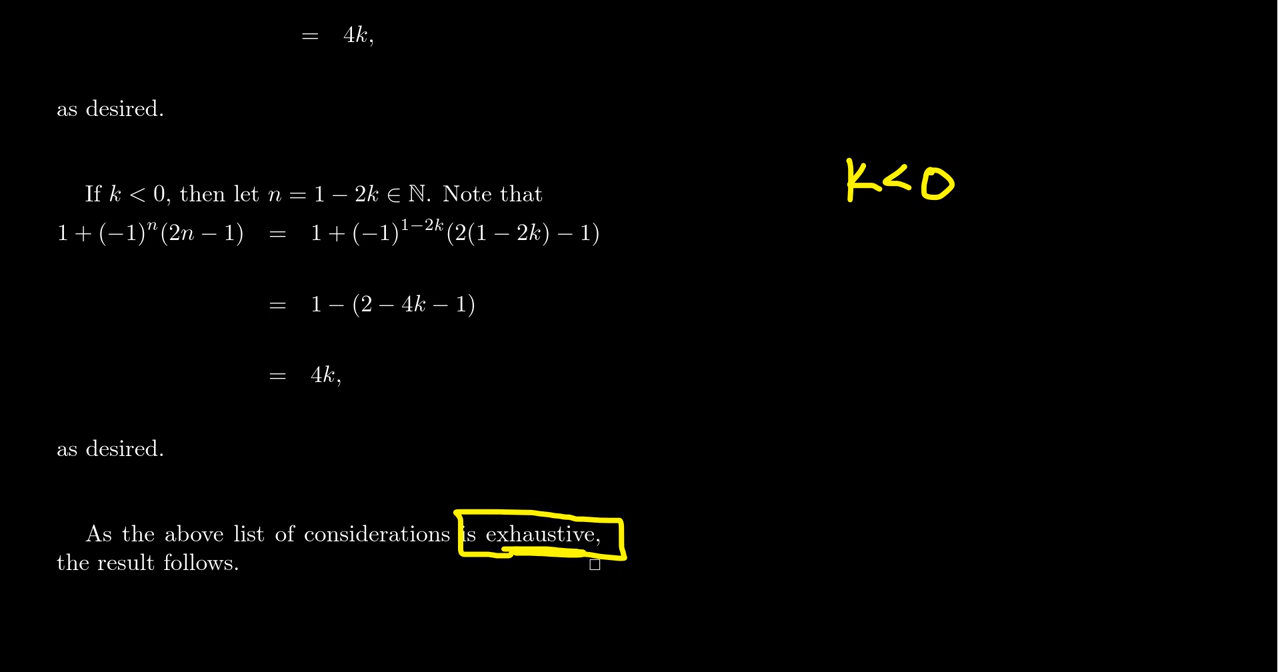 = 4k,
as desired.
If k < 0, then let n = 1 − 2k ∈ ℕ. Note that
k<0
1 + (−1)ⁿ(2n − 1) = 1 + (−1)¹⁻²ᵏ(2(1 − 2k) − 1)
= 1 − (2 − 4k − 1)
= 4k,
as desired.
As the above list of considerations is exhaustive,
the result follows. □